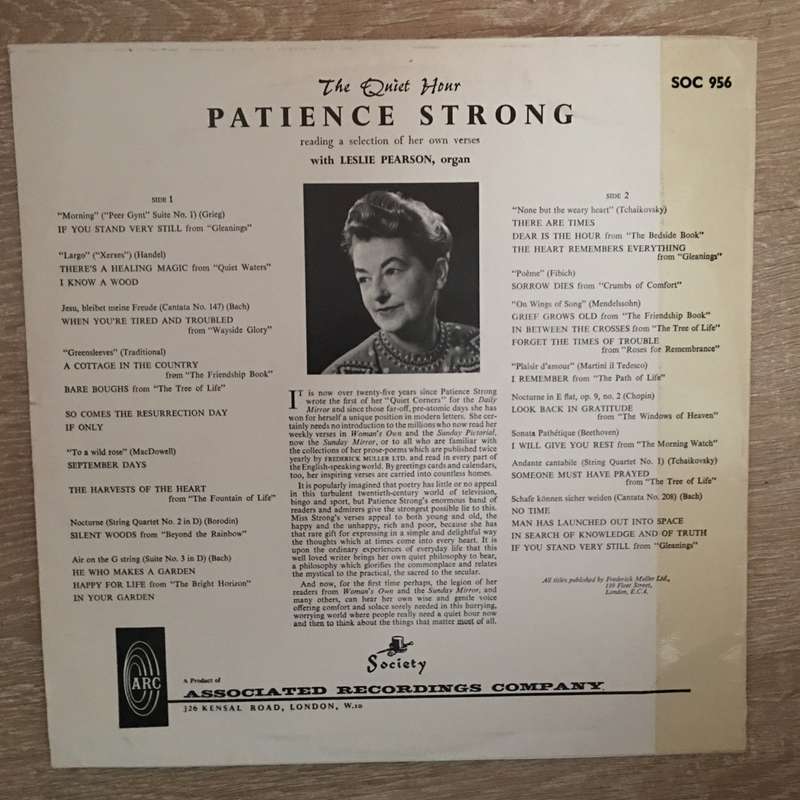 The Quiet Hour
SOC 956
PATIENCE STRONG
reading a selection of her own verses
with LESLIE PEARSON, organ
SIDE 1
"Morning" ("Peer Gynt" Suite No. 1) (Grieg)
IF YOU STAND VERY STILL from "Gleanings"
"Largo" ("Xerxes") (Handel)
THERE'S A HEALING MAGIC from "Quiet Waters"
I KNOW A WOOD
Jesu, bleibet meine Freude (Cantata No. 147) (Bach)
WHEN YOU'RE TIRED AND TROUBLED
from "Wayside Glory"
"Greensleeves" (Traditional)
A COTTAGE IN THE COUNTRY
from "The Friendship Book"
BARE BOUGHS from "The Tree of Life"
SO COMES THE RESURRECTION DAY
IF ONLY
"To a wild rose" (MacDowell)
SEPTEMBER DAYS
THE HARVESTS OF THE HEART
from "The Fountain of Life"
Nocturne (String Quartet No. 2 in D) (Borodin)
SILENT WOODS from "Beyond the Rainbow"
Air on the G string (Suite No. 3 in D) (Bach)
HE WHO MAKES A GARDEN
HAPPY FOR LIFE from "The Bright Horizon"
IN YOUR GARDEN
It is now over twenty-five years since Patience Strong
wrote the first of her "Quiet Corners" for the Daily
Mirror and since those far-off, pre-atomic days she has
won for herself a unique position in modern letters. She cer-
tainly needs no introduction to the millions who now read her
weekly verses in Woman's Own and the Sunday Pictorial,
now the Sunday Mirror, or to all who are familiar with
the collections of her prose-poems which are published twice
yearly by FREDERICK MULLER LTD. and read in every part of
the English-speaking world. By greetings cards and calendars,
too, her inspiring verses are carried into countless homes.
It is popularly imagined that poetry has little or no appeal
in this turbulent twentieth-century world of television,
bingo and sport, but Patience Strong's enormous band of
readers and admirers give the strongest possible lie to this.
Miss Strong's verses appeal to both young and old, the
happy and the unhappy, rich and poor, because she has
that rare gift for expressing in a simple and delightful way
the thoughts which at times come into every heart. It is
upon the ordinary experiences of everyday life that this
well loved writer brings her own quiet philosophy to bear,
a philosophy which glorifies the commonplace and relates
the mystical to the practical, the sacred to the secular.
And now, for the first time perhaps, the legion of her
readers from Woman's Own and the Sunday Mirror, and
many others, can hear her own wise and gentle voice
offering comfort and solace sorely needed in this hurrying,
worrying world where people really need a quiet hour now
and then to think about the things that matter most of all.
SIDE 2
"None but the weary heart" (Tchaikovsky)
THERE ARE TIMES
DEAR IS THE HOUR from "The Bedside Book"
THE HEART REMEMBERS EVERYTHING
from "Gleanings"
"Poême" (Fibich)
SORROW DIES from "Crumbs of Comfort"
"On Wings of Song" (Mendelssohn)
GRIEF GROWS OLD from "The Friendship Book"
IN BETWEEN THE CROSSES from "The Tree of Life"
FORGET THE TIMES OF TROUBLE
from "Roses for Remembrance"
"Plaisir d'amour" (Martini il Tedesco)
I REMEMBER from "The Path of Life"
Nocturne in E flat, op. 9, no. 2 (Chopin)
LOOK BACK IN GRATITUDE
from "The Windows of Heaven"
Sonata Pathétique (Beethoven)
I WILL GIVE YOU REST from "The Morning Watch"
Andante cantabile (String Quartet No. 1) (Tchaikovsky)
SOMEONE MUST HAVE PRAYED
from "The Tree of Life"
Schafe können sicher weiden (Cantata No. 208) (Bach)
NO TIME
MAN HAS LAUNCHED OUT INTO SPACE
IN SEARCH OF KNOWLEDGE AND OF TRUTH
IF YOU STAND VERY STILL from "Gleanings"
All titles published by Frederick Muller Ltd.,
110 Fleet Street,
London, E.C.4.
Society
ARC
A Product of
ASSOCIATED RECORDINGS COMPANY
326 KENSAL ROAD, LONDON, W.10